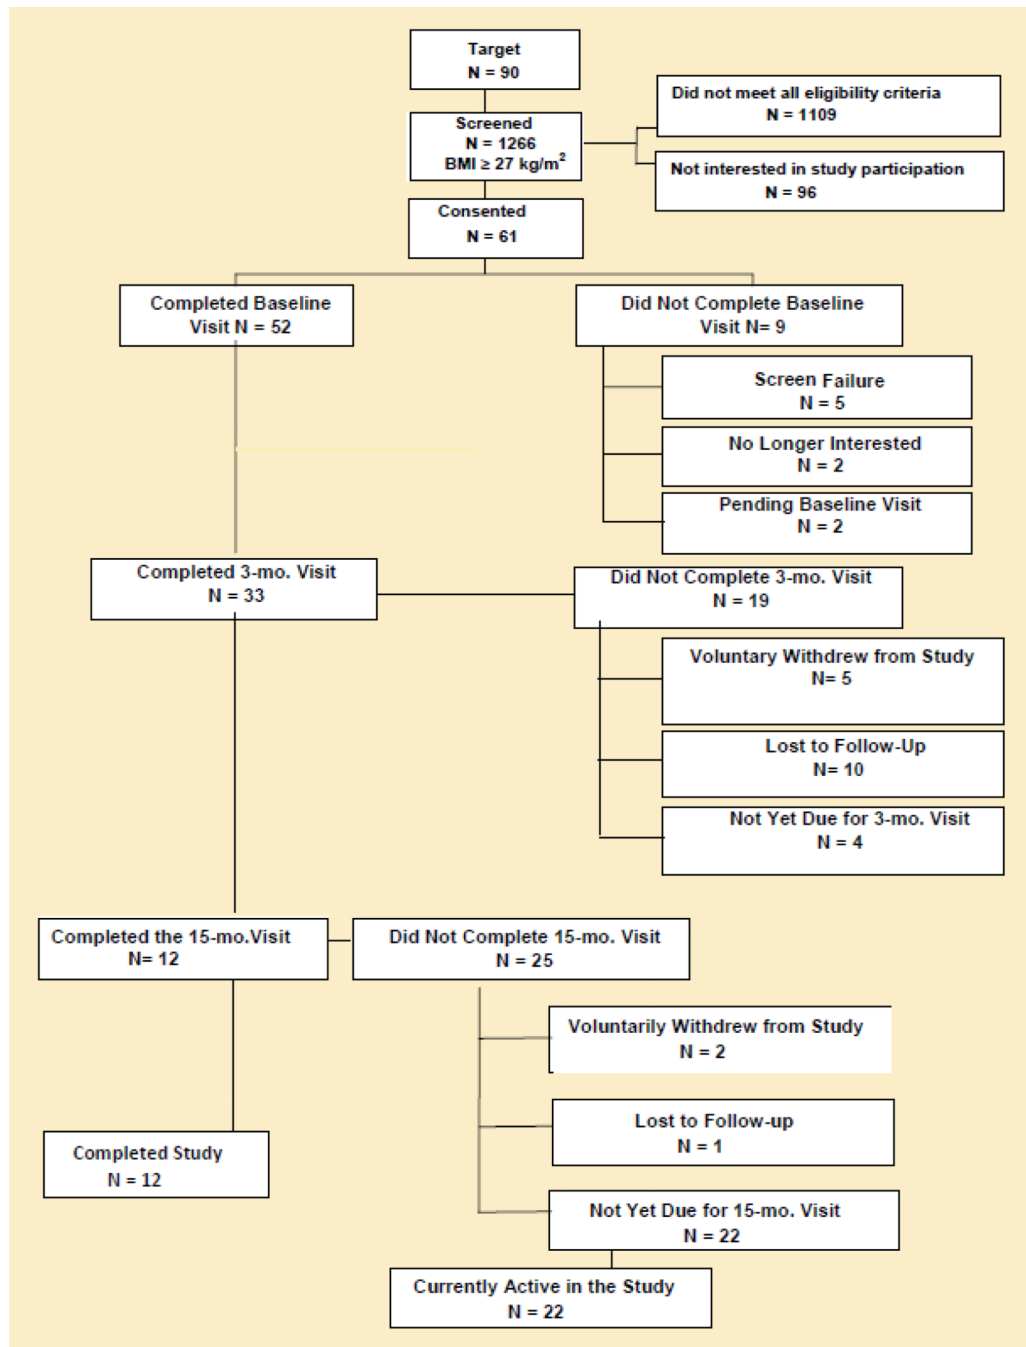 Target
N = 90
Did not meet all eligibility criteria
N = 1109
Screened
N = 1266
BMI ≥ 27 kg/m²
Not interested in study participation
N = 96
Consented
N = 61
Completed Baseline
Visit N = 52
Did Not Complete Baseline
Visit N= 9
Screen Failure
N = 5
No Longer Interested
N = 2
Pending Baseline Visit
N = 2
Completed 3-mo. Visit
N = 33
Did Not Complete 3-mo. Visit
N = 19
Voluntary Withdrew from Study
N= 5
Lost to Follow-Up
N= 10
Not Yet Due for 3-mo. Visit
N = 4
Completed the 15-mo.Visit
N= 12
Did Not Complete 15-mo. Visit
N = 25
Voluntarily Withdrew from Study
N = 2
Lost to Follow-up
N = 1
Completed Study
N = 12
Not Yet Due for 15-mo. Visit
N = 22
Currently Active in the Study
N = 22